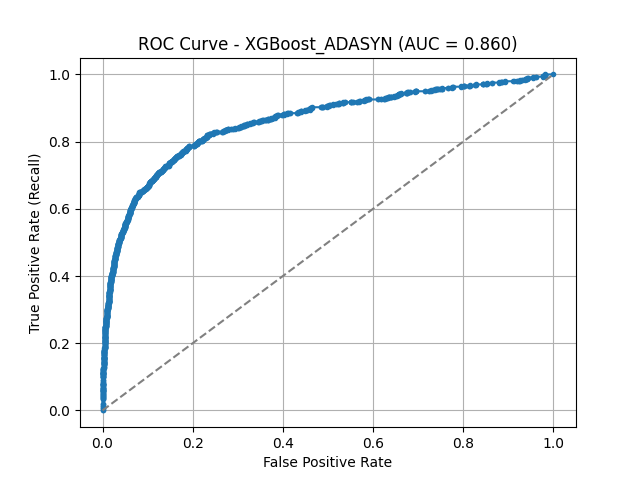 ROC Curve - XGBoost_ADASYN (AUC = 0.860)
True Positive Rate (Recall)
1.0
0.8
0.6
0.4
0.2
0.0
0.0 0.2 0.4 0.6 0.8 1.0
False Positive Rate